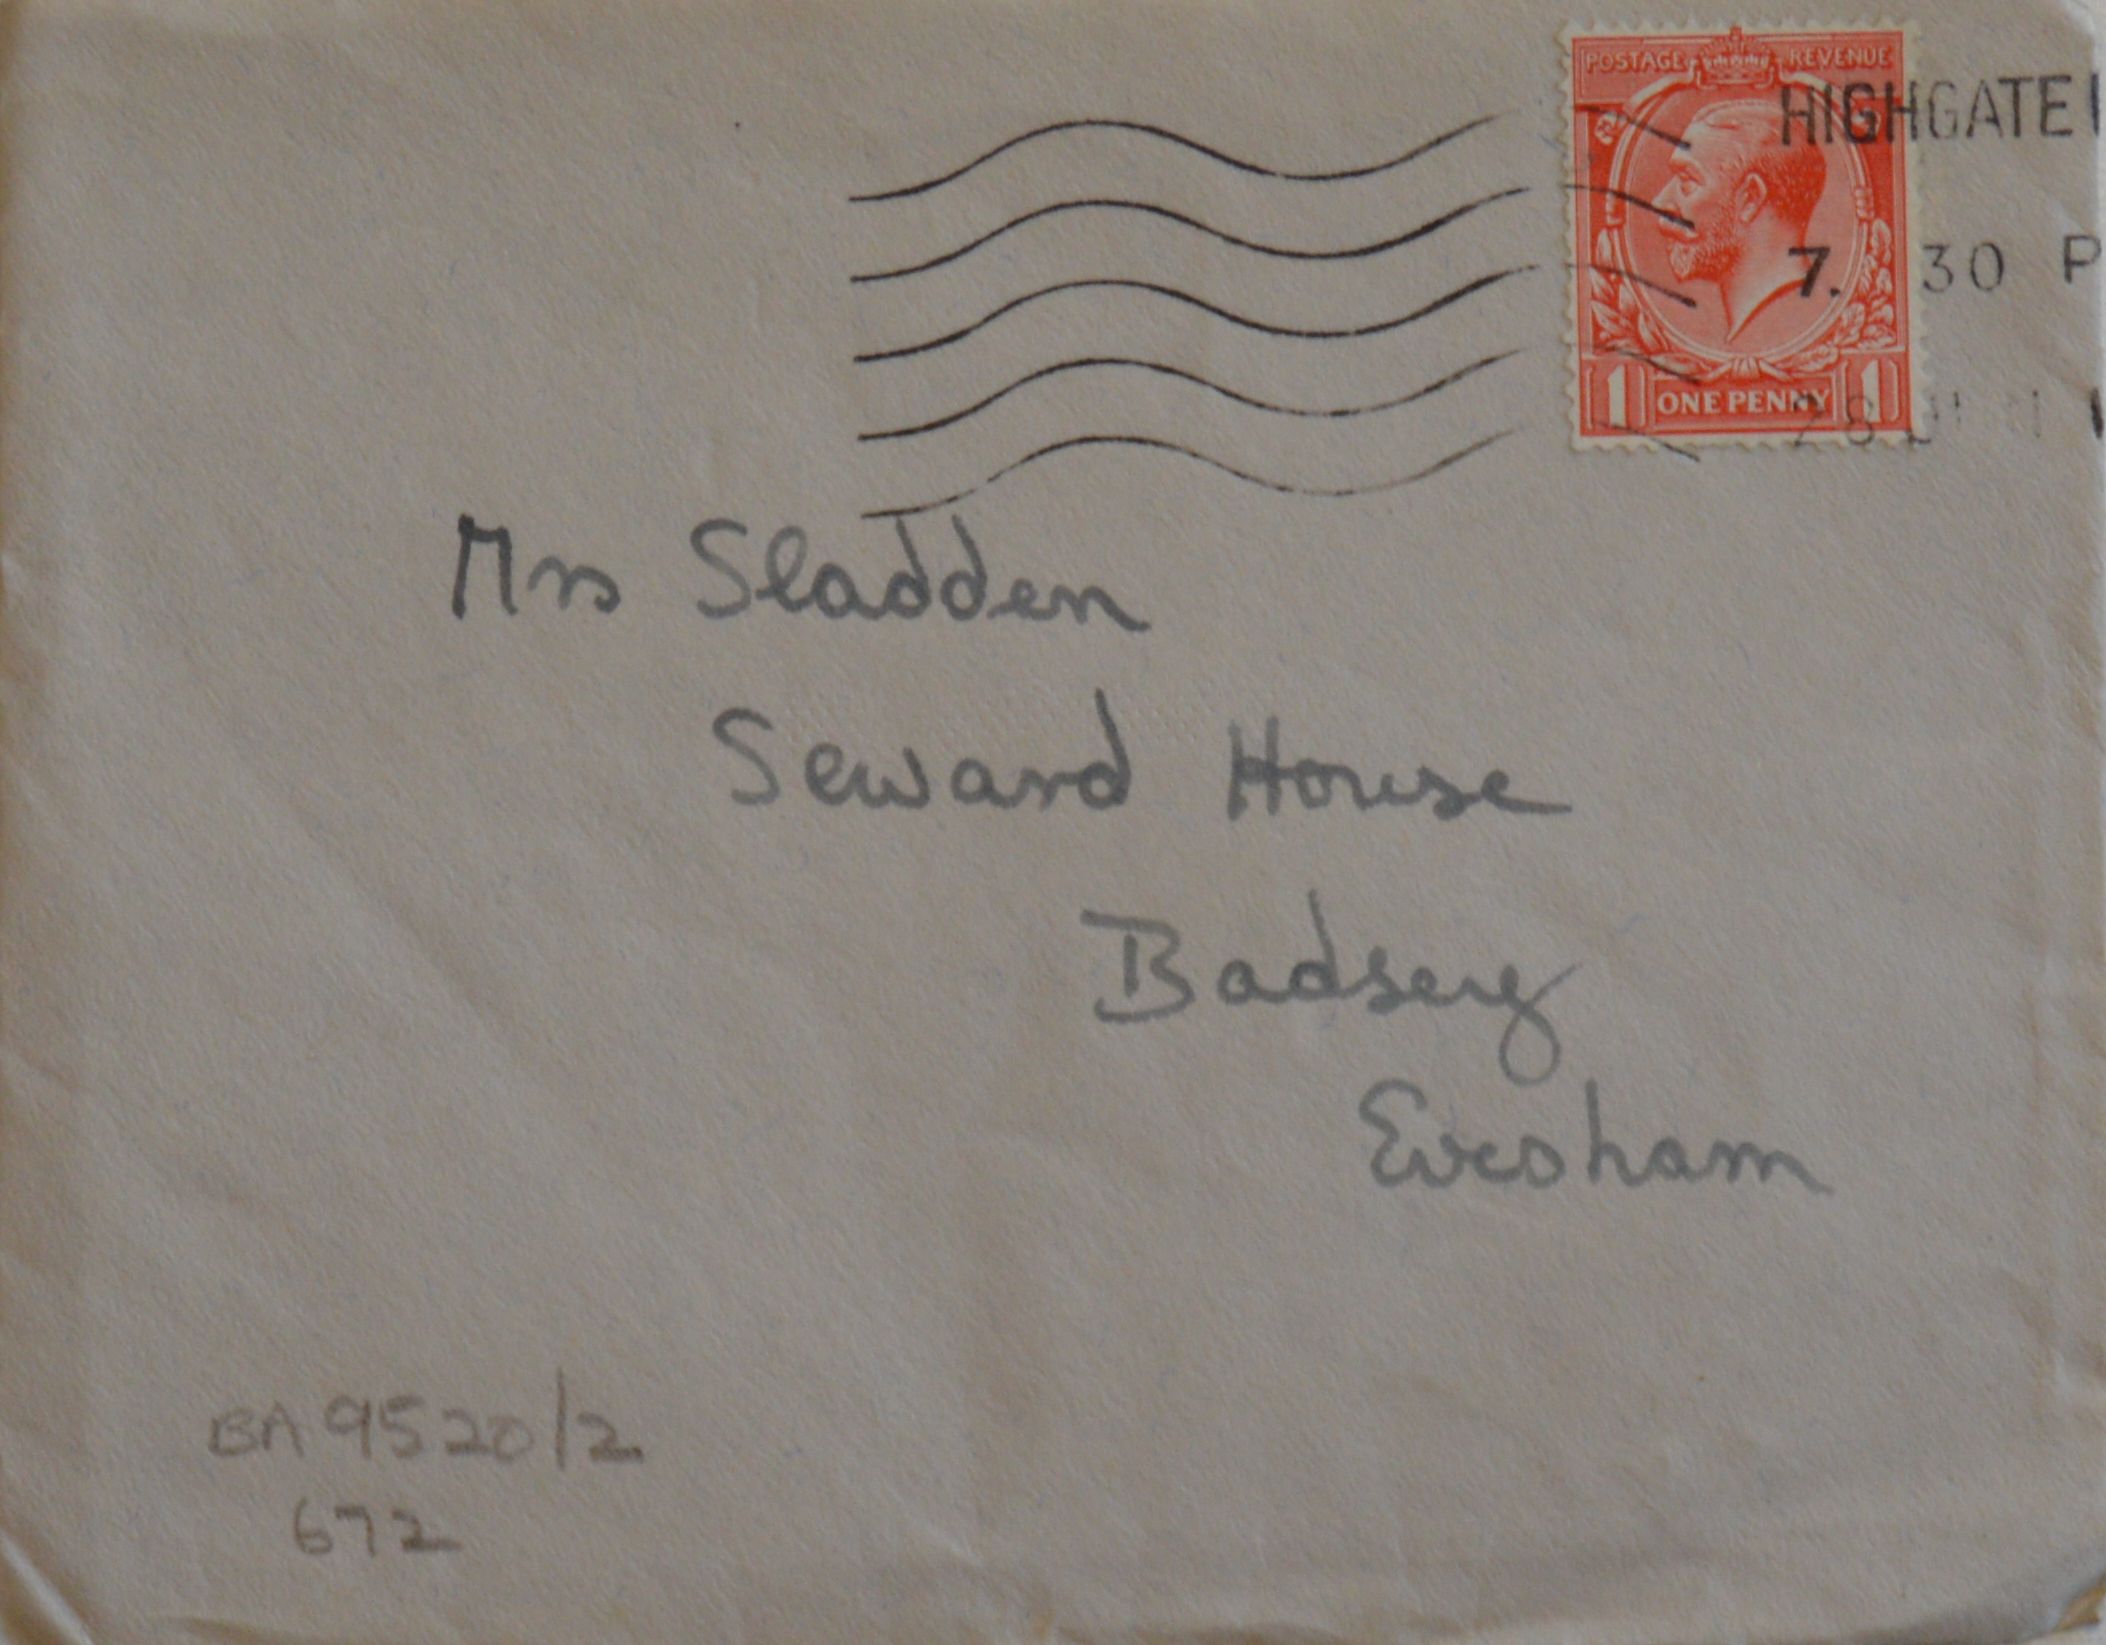 POSTAGE REVENUE
HIGHGATE
7. 30 P
1 ONE PENNY 1
28
Mrs Sladden
Seward House
Badsey
Evesham
BA 9520/2
672